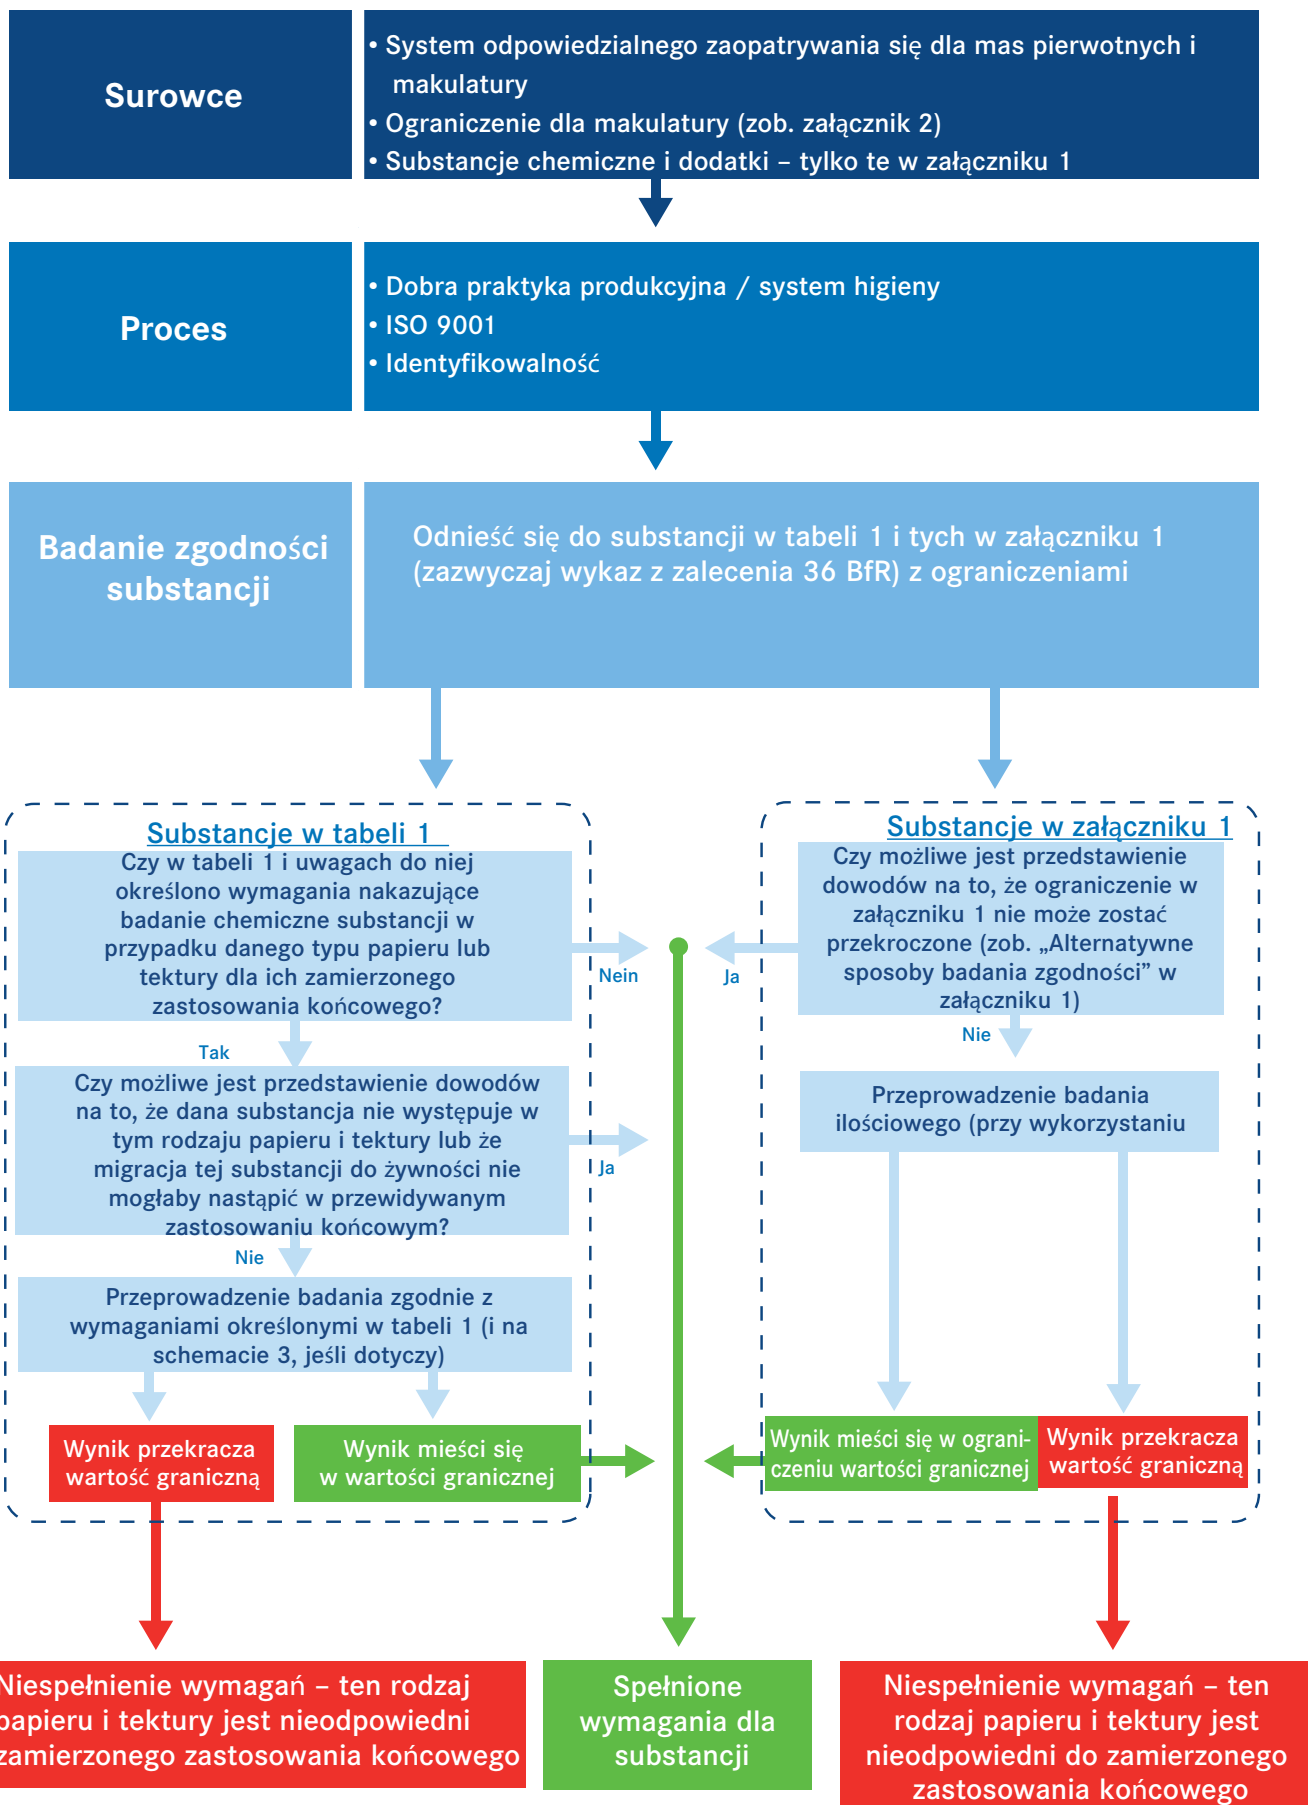 Surowce
• System odpowiedzialnego zaopatrywania się dla mas pierwotnych i
makulatury
• Ograniczenie dla makulatury (zob. załącznik 2)
• Substancje chemiczne i dodatki – tylko te w załączniku 1
Proces
• Dobra praktyka produkcyjna / system higieny
• ISO 9001
• Identyfikowalność
Badanie zgodności
substancji
Odnieść się do substancji w tabeli 1 i tych w załączniku 1
(zazwyczaj wykaz z zalecenia 36 BfR) z ograniczeniami
Substancje w tabeli 1
Czy w tabeli 1 i uwagach do niej
określono wymagania nakazujące
badanie chemiczne substancji w
przypadku danego typu papieru lub
tektury dla ich zamierzonego
zastosowania końcowego?
Nein
Tak
Czy możliwe jest przedstawienie dowodów
na to, że dana substancja nie występuje w
tym rodzaju papieru i tektury lub że
migracja tej substancji do żywności nie
mogłaby nastąpić w przewidywanym
zastosowaniu końcowym?
Ja
Nie
Przeprowadzenie badania zgodnie z
wymaganiami określonymi w tabeli 1 (i na
schemacie 3, jeśli dotyczy)
Wynik przekracza
wartość graniczną
Wynik mieści się
w wartości granicznej
Substancje w załączniku 1
Czy możliwe jest przedstawienie
dowodów na to, że ograniczenie w
załączniku 1 nie może zostać
przekroczone (zob. „Alternatywne
sposoby badania zgodności” w
załączniku 1)
Ja
Nie
Przeprowadzenie badania
ilościowego (przy wykorzystaniu
Wynik mieści się w ograni-
czeniu wartości granicznej
Wynik przekracza
wartość graniczną
Niespełnienie wymagań – ten rodzaj
papieru i tektury jest nieodpowiedni
zamierzonego zastosowania końcowego
Spełnione
wymagania dla
substancji
Niespełnienie wymagań – ten
rodzaj papieru i tektury jest
nieodpowiedni do zamierzonego
zastosowania końcowego